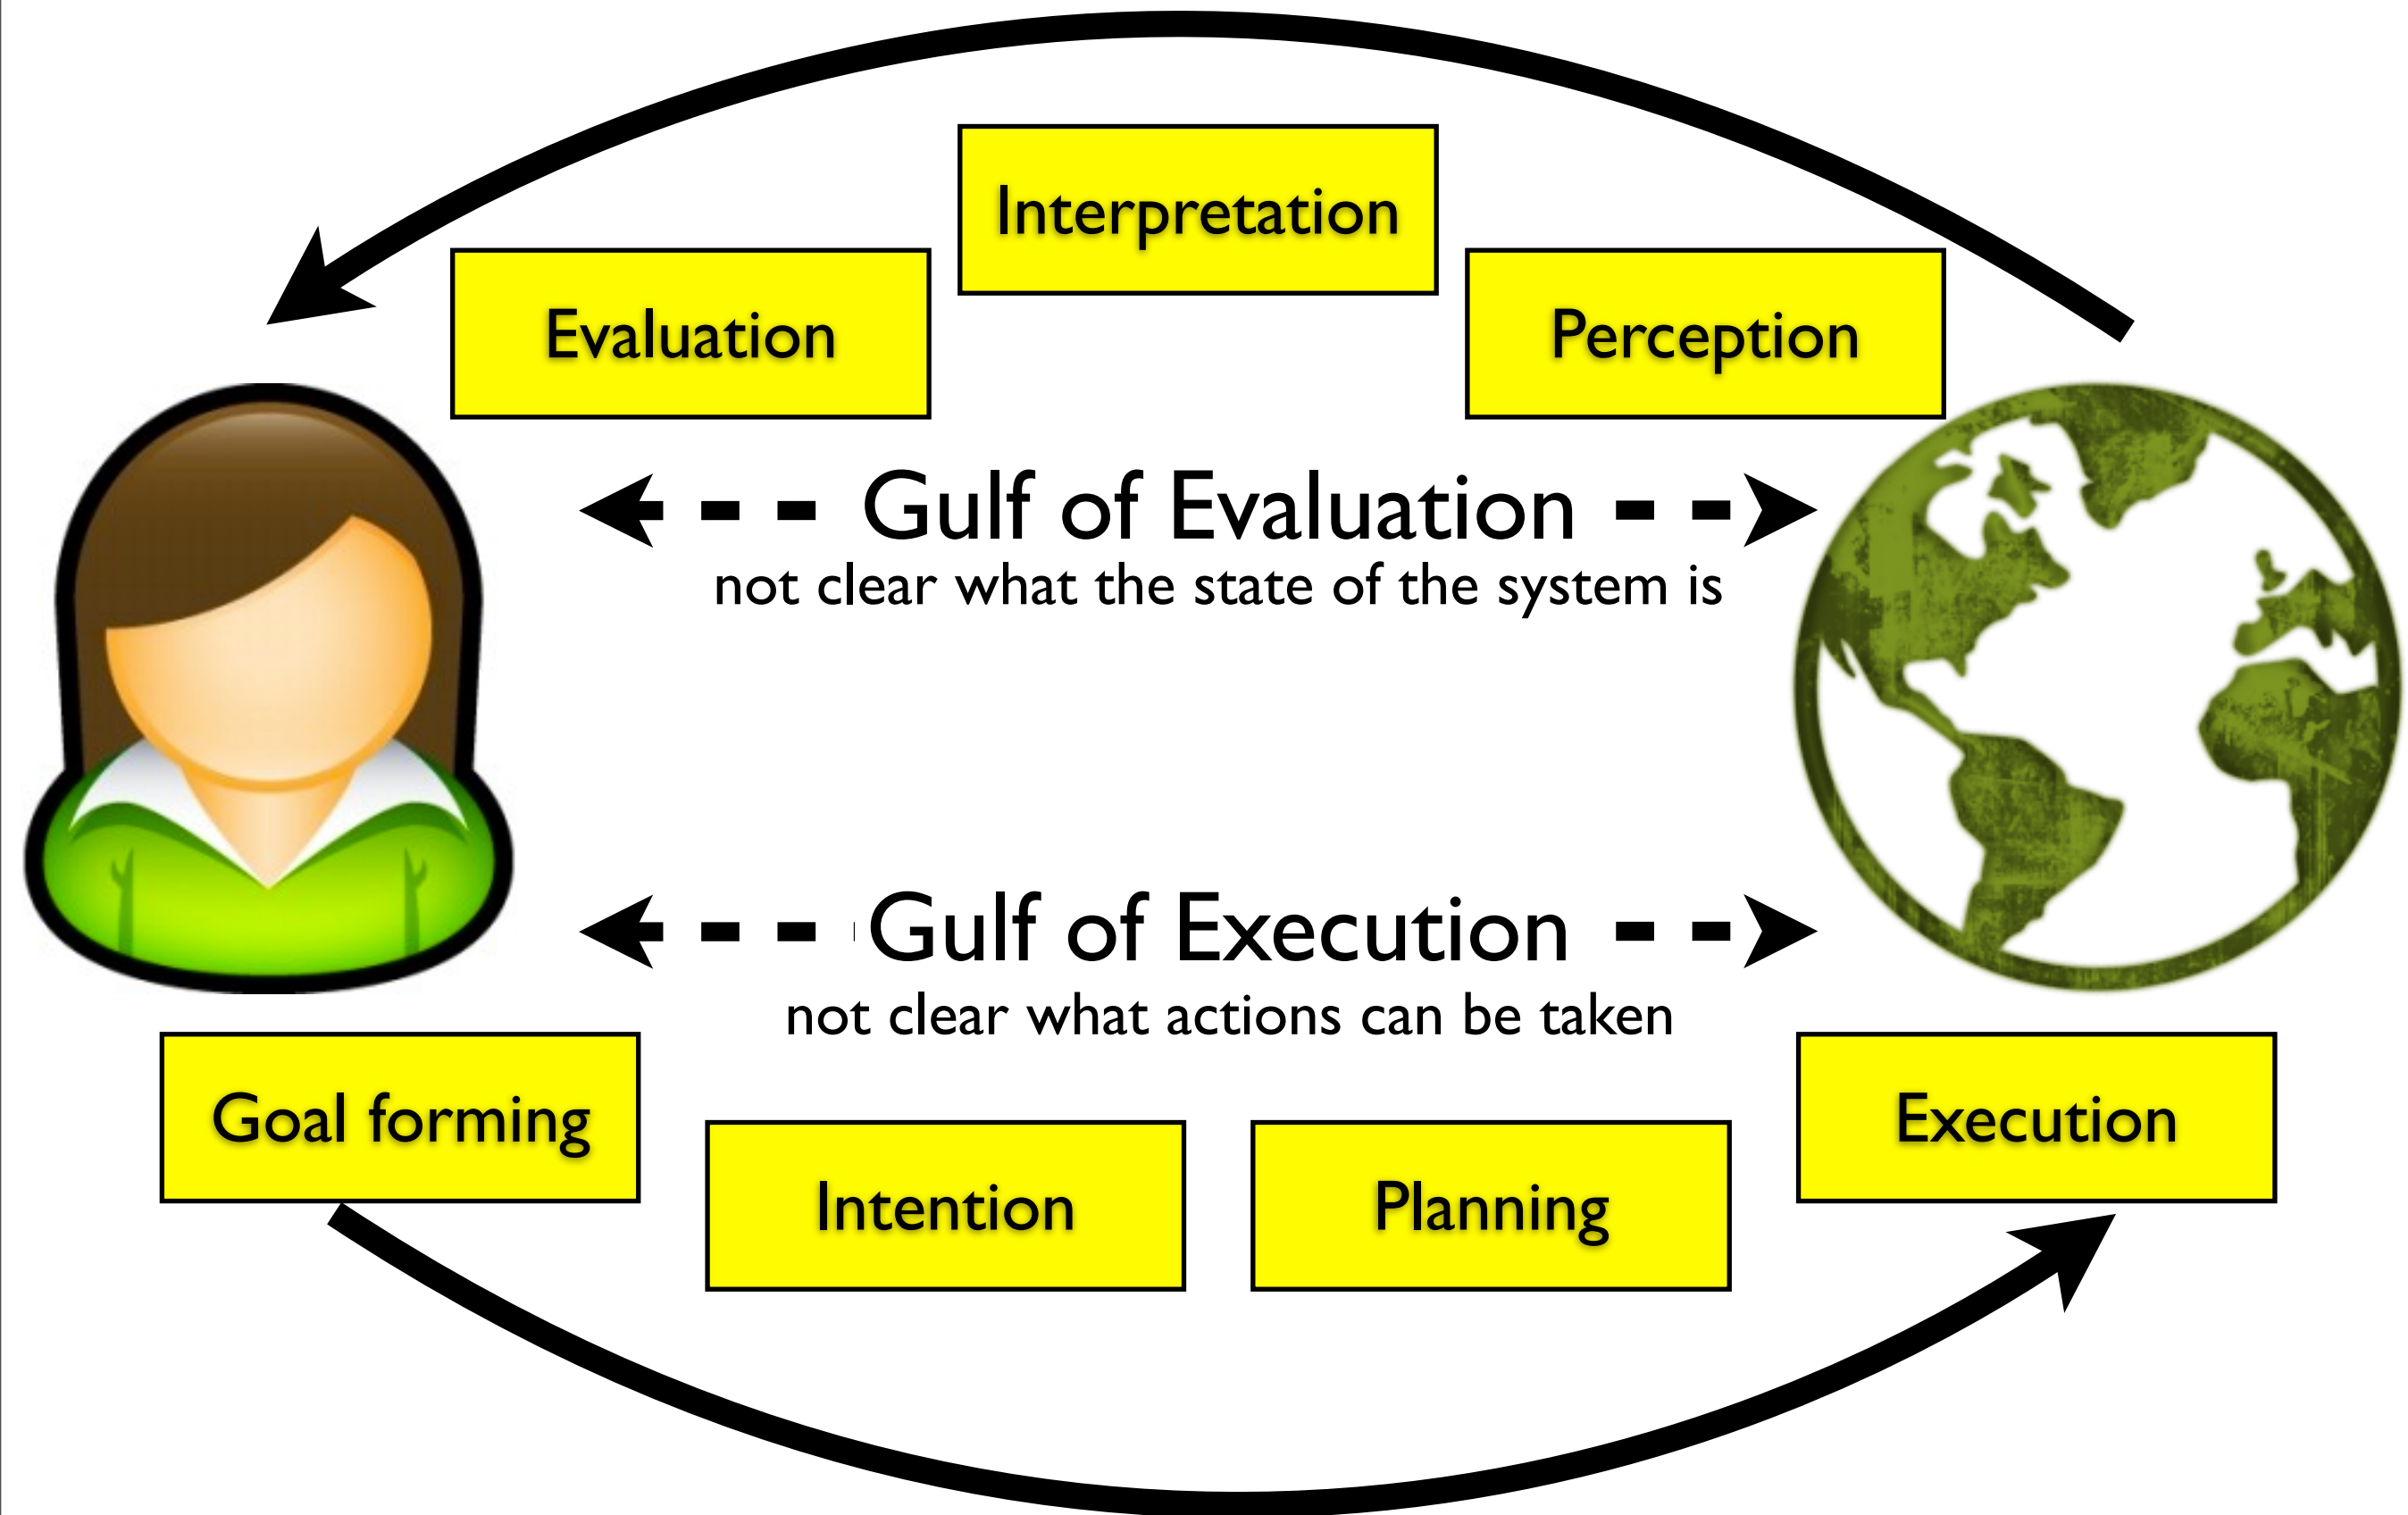 Interpretation
Evaluation
Perception
Gulf of Evaluation
not clear what the state of the system is
Gulf of Execution
not clear what actions can be taken
Goal forming
Execution
Intention
Planning